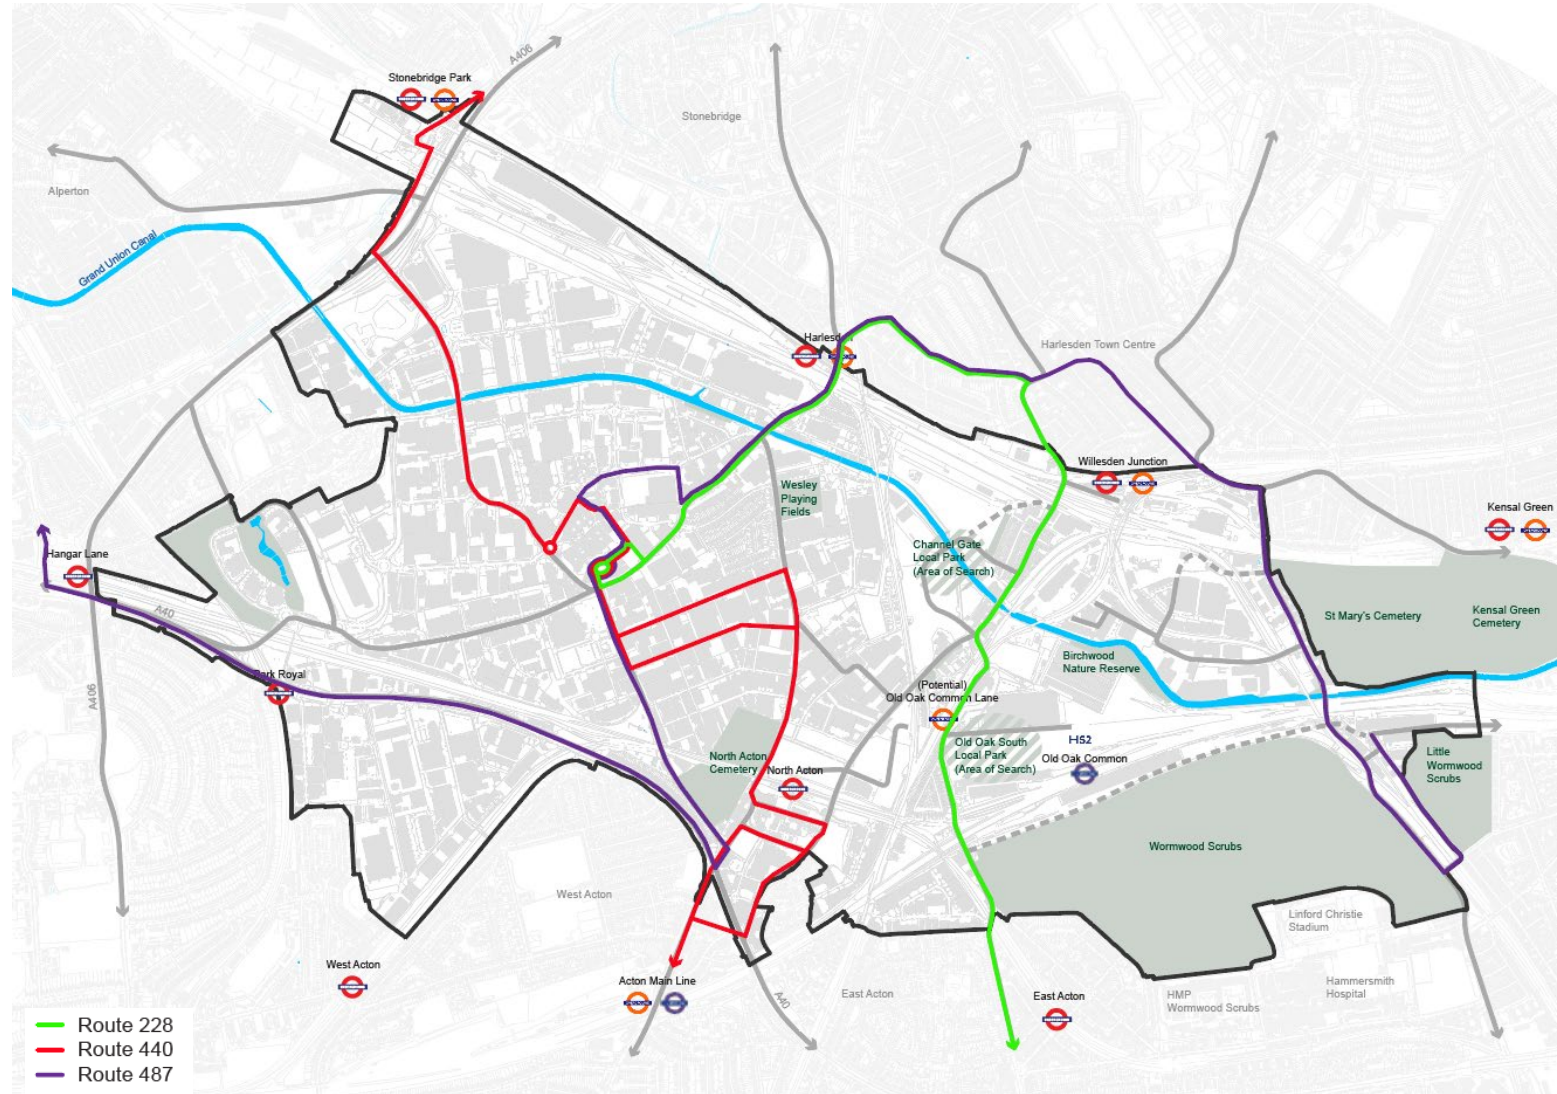 A406
Stonebridge Park
Stonebridge
Alperton
Grand Union Canal
Harlesden
Harlesden Town Centre
Willesden Junction
Wesley
Playing
Fields
Kensal Green
Hangar Lane
Channel Gate
Local Park
(Area of Search)
A40
St Mary's Cemetery
Kensal Green
Cemetery
Birchwood
Nature Reserve
Park Royal
A406
(Potential)
Old Oak Common Lane
Old Oak South
Local Park
(Area of Search)
HS2
Old Oak Common
North Acton
Cemetery
North Acton
Little
Wormwood
Scrubs
Wormwood Scrubs
West Acton
Linford Christie
Stadium
West Acton
Acton Main Line
A40
East Acton
East Acton
HMP
Wormwood Scrubs
Hammersmith
Hospital
Route 228
Route 440
Route 487